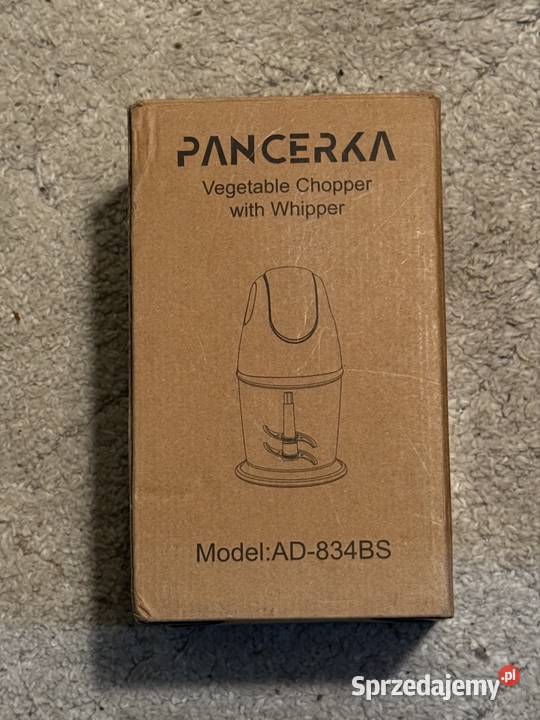 PANCERKA
Vegetable Chopper
with Whipper
Model:AD-834BS
Sprzedajemy.pl